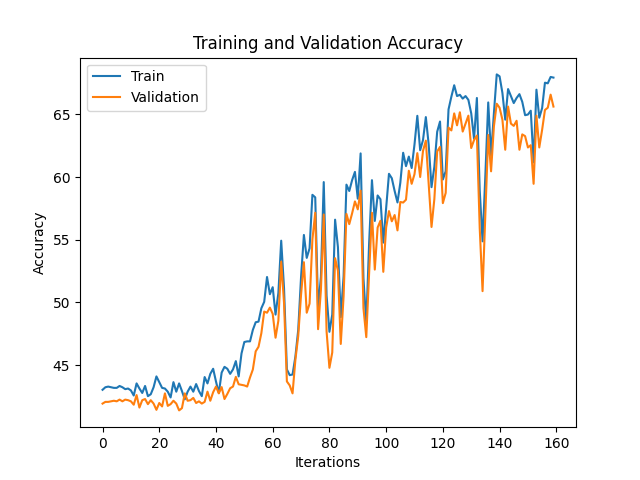 Training and Validation Accuracy
Train
Validation
Accuracy
65
60
55
50
45
0 20 40 60 80 100 120 140 160
Iterations